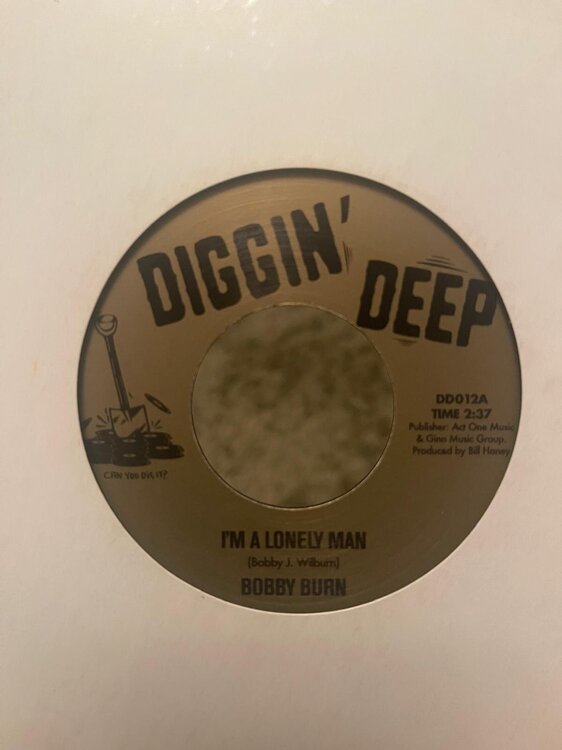 DIGGIN' DEEP
DD012A
TIME 2:37
Publisher: Act One Music
& Ginn Music Group.
Produced by Bill Haney
CAN YOU DIG IT?
I'M A LONELY MAN
(Bobby J. Wilburn)
BOBBY BURN